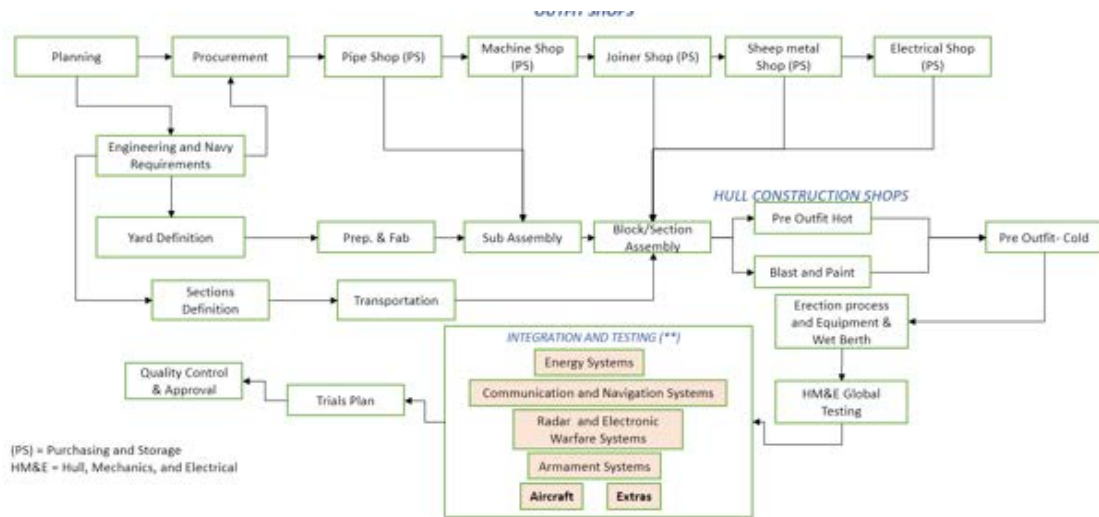 OUTFIT SHOPS
Planning
Procurement
Pipe Shop (PS)
Machine Shop
(PS)
Joiner Shop (PS)
Sheep metal
Shop (PS)
Electrical Shop
(PS)
Engineering and Navy
Requirements
HULL CONSTRUCTION SHOPS
Yard Definition
Prep. & Fab
Sub Assembly
Block/Section
Assembly
Pre Outfit Hot
Blast and Paint
Pre Outfit- Cold
Sections
Definition
Transportation
Erection process
and Equipment &
Wet Berth
HM&E Global
Testing
INTEGRATION AND TESTING (**)
Energy Systems
Communication and Navigation Systems
Radar and Electronic
Warfare Systems
Armament Systems
Aircraft
Extras
Trials Plan
Quality Control
& Approval
(PS) = Purchasing and Storage
HM&E = Hull, Mechanics, and Electrical